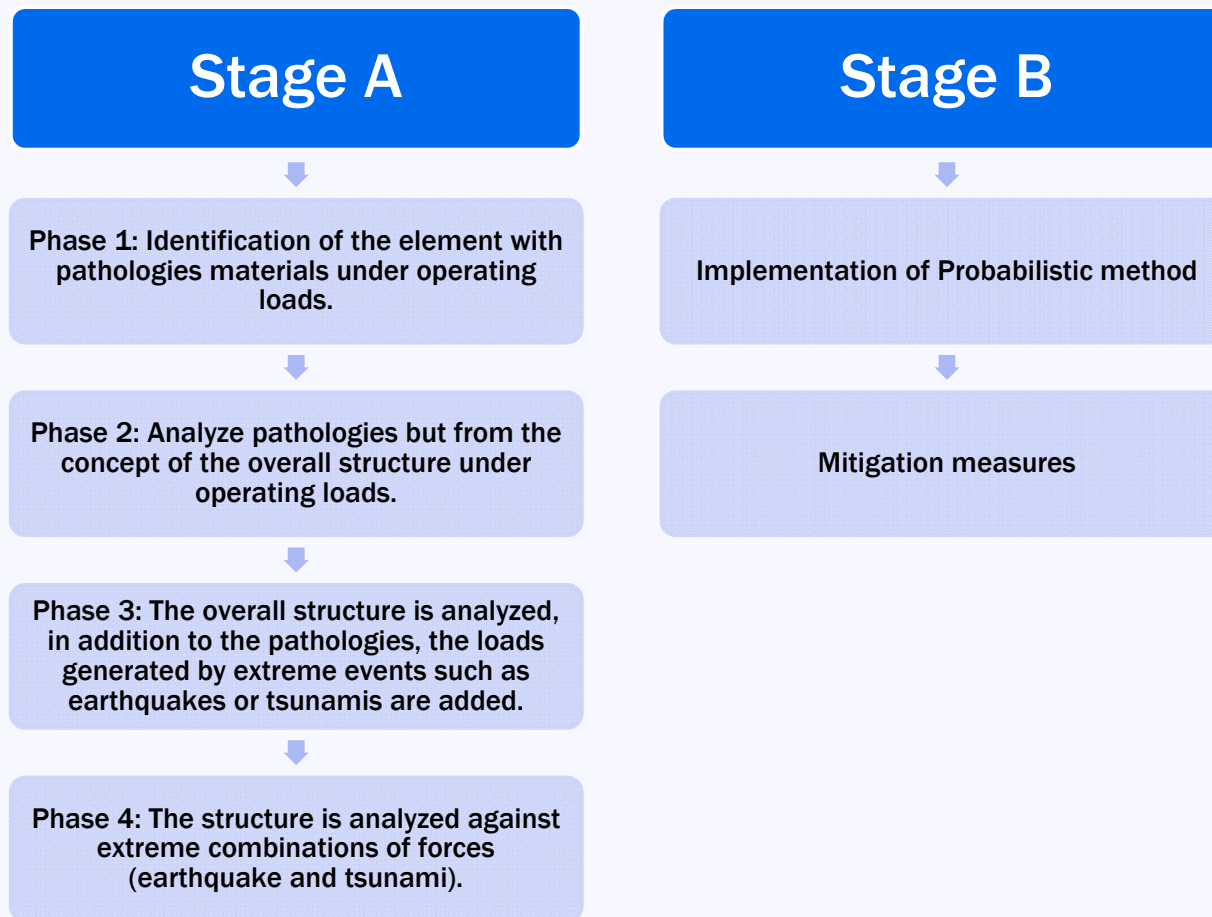 Stage A
Phase 1: Identification of the element with
pathologies materials under operating
loads.
Phase 2: Analyze pathologies but from the
concept of the overall structure under
operating loads.
Phase 3: The overall structure is analyzed,
in addition to the pathologies, the loads
generated by extreme events such as
earthquakes or tsunamis are added.
Phase 4: The structure is analyzed against
extreme combinations of forces
(earthquake and tsunami).
Stage B
Implementation of Probabilistic method
Mitigation measures